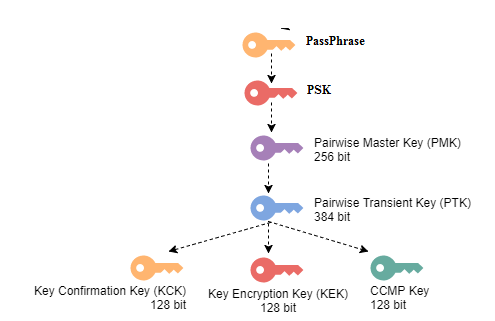 PassPhrase
PSK
Pairwise Master Key (PMK)
256 bit
Pairwise Transient Key (PTK)
384 bit
Key Confirmation Key (KCK)
128 bit
Key Encryption Key (KEK)
128 bit
CCMP Key
128 bit